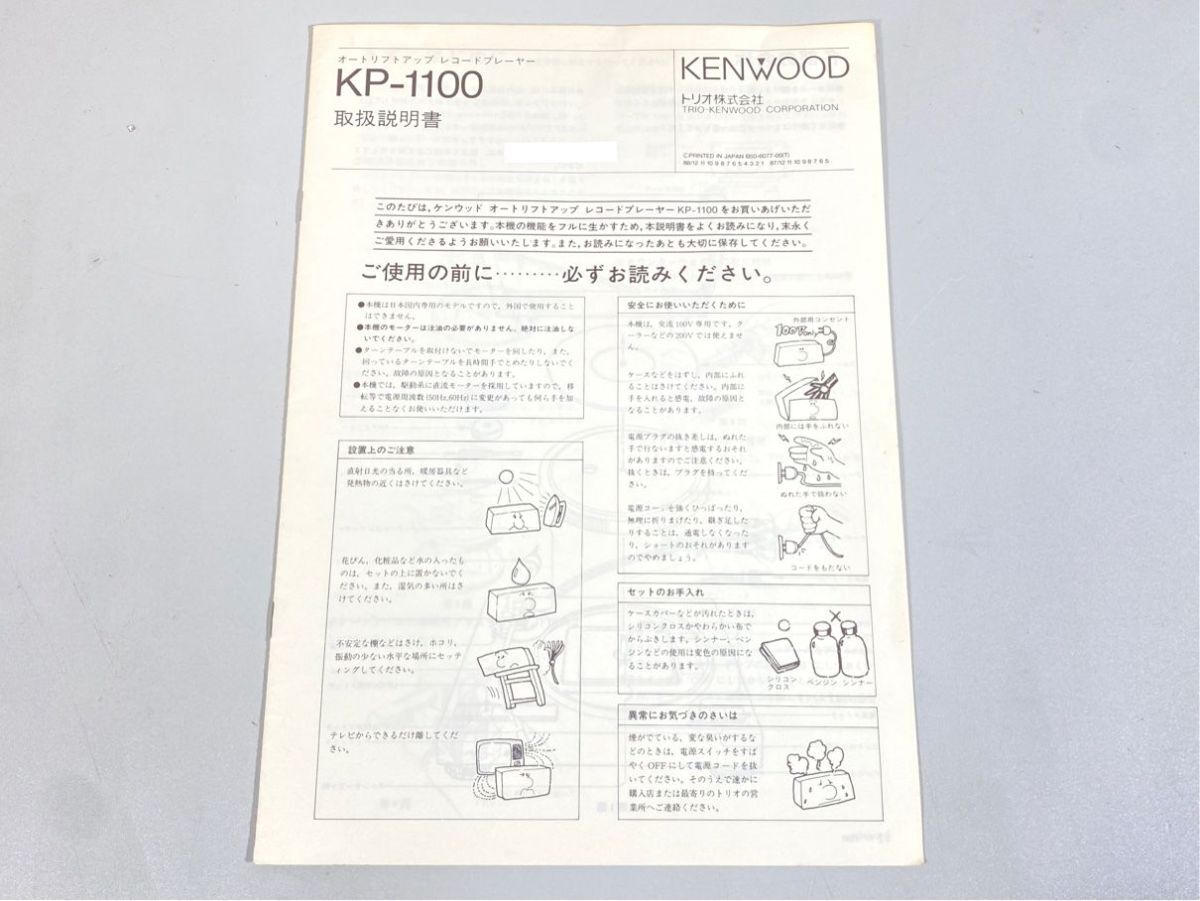 オートリフトアップ レコードプレーヤー
KP-1100
取扱説明書
KENWOOD
トリオ株式会社
TRIO-KENWOOD CORPORATION
©PRINTED IN JAPAN B50-6077-00(T)
86/12 11 10 9 8 7 6 5 4 3 2 1 87/12 11 10 9 8 7 6 5
このたびは,ケンウッド オートリフトアップ レコードプレーヤーKP-1100をお買いあげいただ
きありがとうございます。本機の機能をフルに生かすため,本説明書をよくお読みになり,末永く
ご愛用くださるようお願いいたします。また,お読みになったあとも大切に保存してください。
ご使用の前に………必ずお読みください。
●本機は日本国内専用のモデルですので,外国で使用すること
はできません。
●本機のモーターは注油の必要がありません。絶対に注油しな
いでください。
●ターンテーブルを取付けないでモーターを回したり,また,
回っているターンテーブルを長時間手でとめたりしないでく
ださい。故障の原因となることがあります。
●本機では,駆動系に直流モーターを採用していますので,移
転等で電源周波数(50Hz,60Hz)に変更があっても何ら手を加
えることなくお使いいただけます。
設置上のご注意
直射日光の当る所,暖房器具など
発熱物の近くはさけてください。
花びん,化粧品など水の入ったも
のは,セットの上に置かないでく
ださい。また,湿気の多い所はさ
けてください。
不安定な棚などはさけ,ホコリ,
振動の少ない水平な場所にセッテ
ィングしてください。
テレビからできるだけ離してくだ
さい。
安全にお使いいただくために
本機は,交流100V専用です。ク
ーラーなどの200Vでは使えませ
ん。
外部用コンセント
100Vonly
ケースなどをはずし,内部にふれ
ることはさけてください。内部に
手を入れると感電,故障の原因と
なることがあります。
内部には手をふれない
電源プラグの抜き差しは,ぬれた
手で行ないますと感電するおそれ
がありますのでご注意ください。
抜くときは,プラグを持ってくだ
さい。
ぬれた手で扱わない
電源コードを強くひっぱったり,
無理に折りまげたり,継ぎ足した
りすることは,通電しなくなった
り,ショートのおそれがあります
のでやめましょう。
コードをもたない
セットのお手入れ
ケースカバーなどが汚れたときは,
シリコンクロスかやわらかい布で
からぶきします。シンナー,ベン
ジンなどの使用は変色の原因にな
ることがあります。
シリコン
クロス
ベンジン シンナー
異常にお気づきのさいは
煙がでている,変な臭いがするな
どのときは,電源スイッチをすば
やくOFFにして電源コードを抜
いてください。そのうえで速かに
購入店または最寄りのトリオの営
業所へご連絡ください。